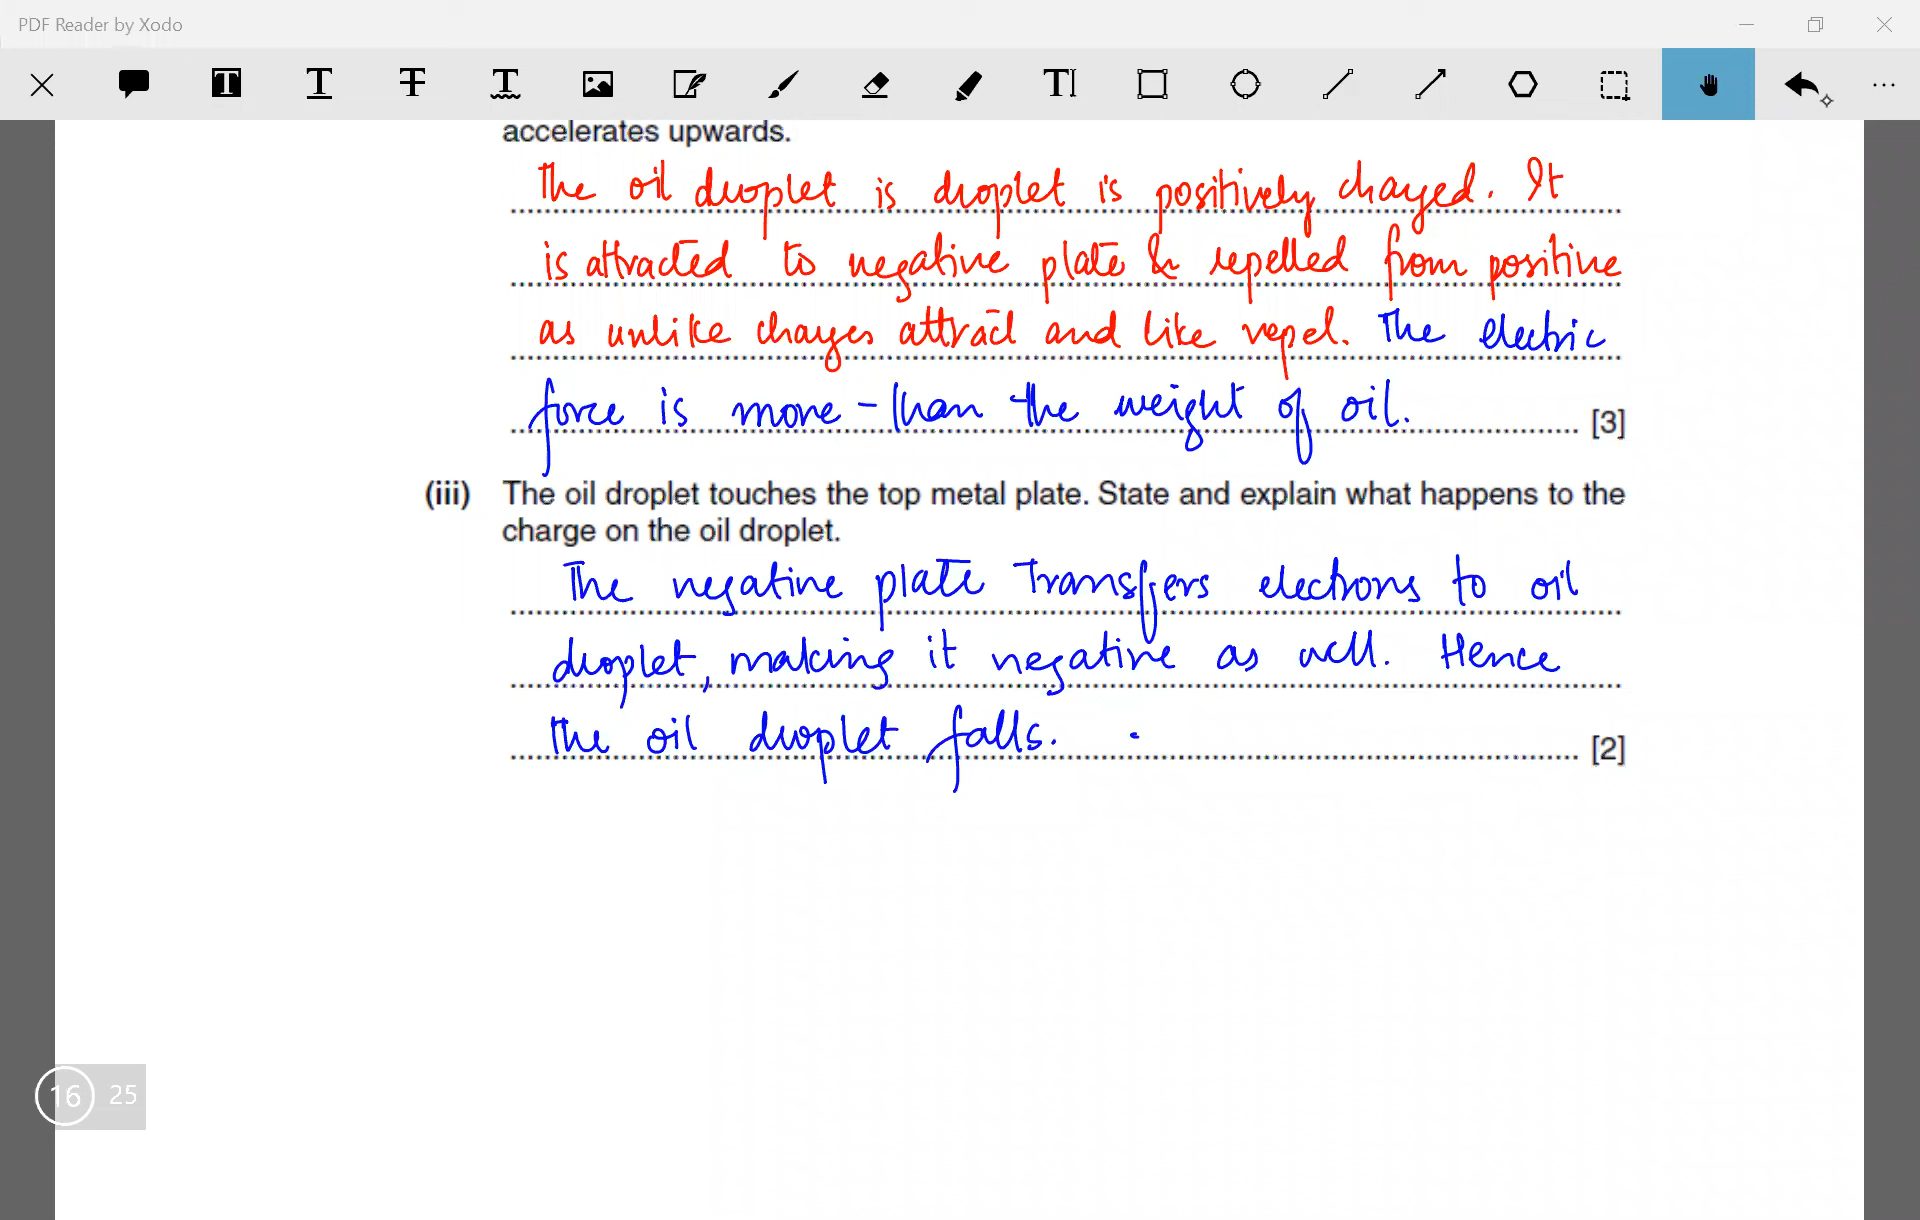 PDF Reader by Xodo
accelerates upwards.
The oil droplet is droplet is positively charged. It
is attracted to negative plate & repelled from positive
as unlike charges attract and like repel. The electric
force is more than the weight of oil. [3]
(iii) The oil droplet touches the top metal plate. State and explain what happens to the
charge on the oil droplet.
The negative plate transfers electrons to oil
droplet, making it negative as well. Hence
the oil droplet falls. [2]
16 25